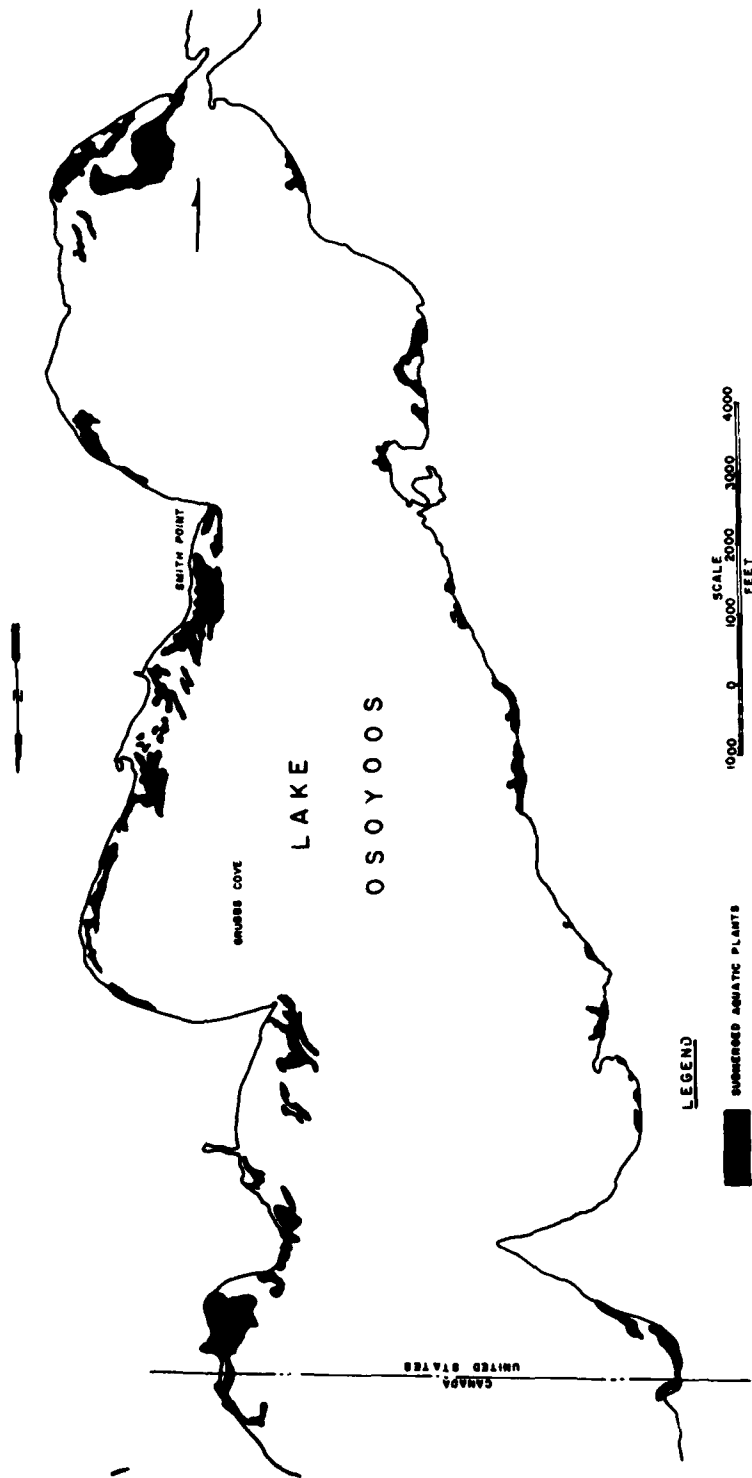 N
SMITH POINT
GRUBBS COVE
LAKE
OSOYOOS
CANADA
UNITED STATES
LEGEND
SUBMERGED AQUATIC PLANTS
SCALE
1000 0 1000 2000 3000 4000
FEET